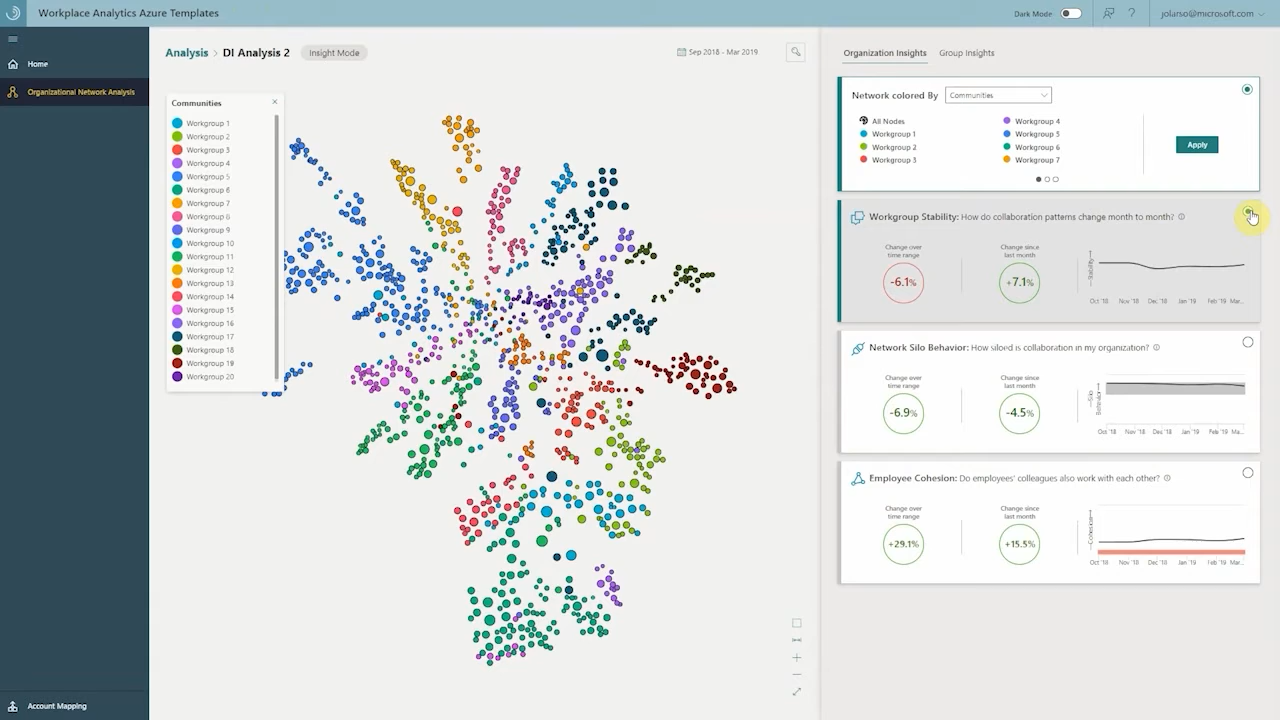 Workplace Analytics Azure Templates
Dark Mode
?
jolarso@microsoft.com
Home
Organizational Network Analysis
Account Mapping
Analysis > DI Analysis 2
Insight Mode
Sep 2018 - Mar 2019
Communities
Workgroup 1
Workgroup 2
Workgroup 3
Workgroup 4
Workgroup 5
Workgroup 6
Workgroup 7
Workgroup 8
Workgroup 9
Workgroup 10
Workgroup 11
Workgroup 12
Workgroup 13
Workgroup 14
Workgroup 15
Workgroup 16
Workgroup 17
Workgroup 18
Workgroup 19
Workgroup 20
Organization Insights
Group Insights
Network colored By
Communities
All Nodes
Workgroup 1
Workgroup 2
Workgroup 3
Workgroup 4
Workgroup 5
Workgroup 6
Workgroup 7
Apply
Workgroup Stability: How do collaboration patterns change month to month?
Change over
time range
-6.1%
Change since
last month
+7.1%
Stability
Oct '18 Nov '18 Dec '18 Jan '19 Feb '19 Mar...
Network Silo Behavior: How siloed is collaboration in my organization?
Change over
time range
-6.9%
Change since
last month
-4.5%
Silo
Behavior
Oct '18 Nov '18 Dec '18 Jan '19 Feb '19 Ma...
Employee Cohesion: Do employees' colleagues also work with each other?
Change over
time range
+29.1%
Change since
last month
+15.5%
Cohesion
Oct '18 Nov '18 Dec '18 Jan '19 Feb '19 Mar...